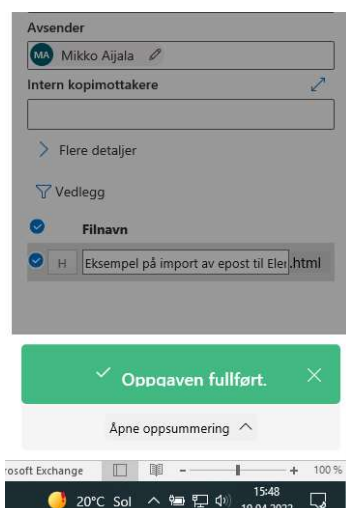 Avsender
MA Mikko Aijala
Intern kopimottakere
Flere detaljer
Vedlegg
Filnavn
H Eksempel på import av epost til Ele .html
Oppgaven fullført.
Åpne oppsummering
rosoft Exchange 100 %
20°C Sol 15:48